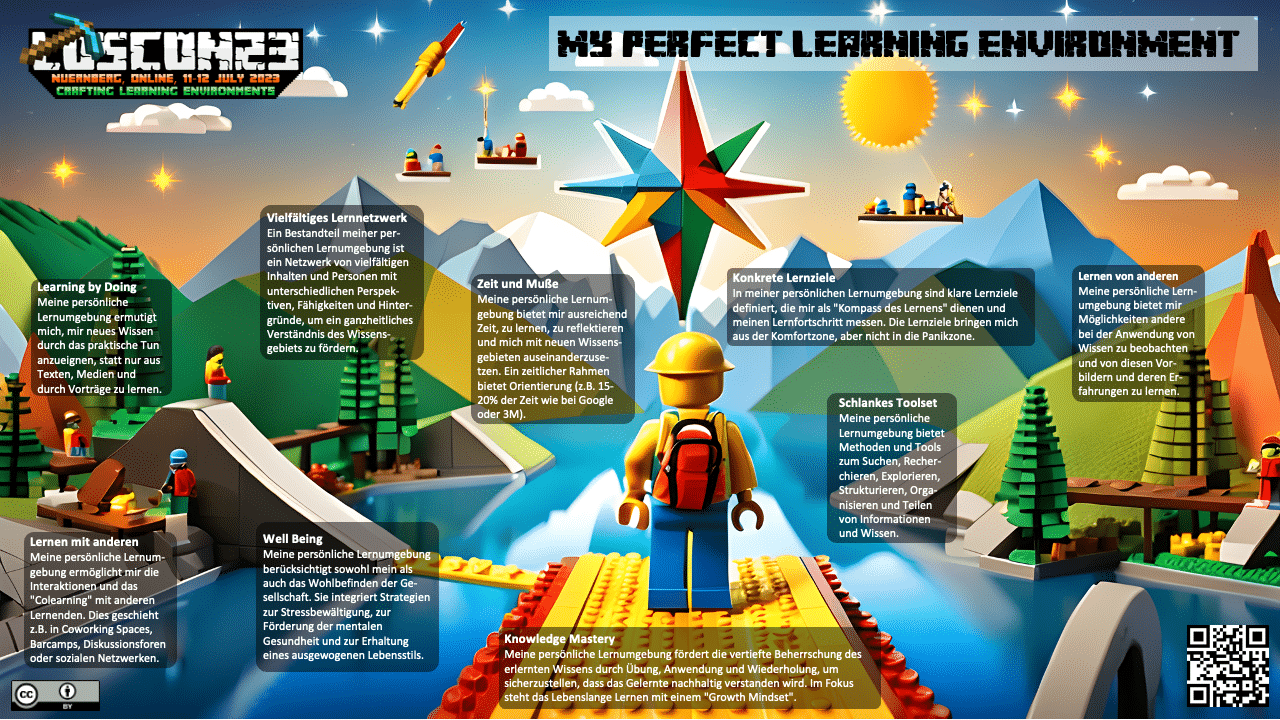 LOSCON23
NUERNBERG, ONLINE, 11-12 JULY 2023
CRAFTING LEARNING ENVIRONMENTS
MY PERFECT LEARNING ENVIRONMENT
Vielfältiges Lernnetzwerk
Ein Bestandteil meiner per-
sönlichen Lernumgebung ist
ein Netzwerk von vielfältigen
Inhalten und Personen mit
unterschiedlichen Perspek-
tiven, Fähigkeiten und Hinter-
gründe, um ein ganzheitliches
Verständnis des Wissens-
gebiets zu fördern.
Learning by Doing
Meine persönliche
Lernumgebung ermutigt
mich, mir neues Wissen
durch das praktische Tun
anzueignen, statt nur aus
Texten, Medien und
durch Vorträge zu lernen.
Zeit und Muße
Meine persönliche Lernum-
gebung bietet mir ausreichend
Zeit, zu lernen, zu reflektieren
und mich mit neuen Wissens-
gebieten auseinanderzuse-
tzen. Ein zeitlicher Rahmen
bietet Orientierung (z.B. 15-
20% der Zeit wie bei Google
oder 3M).
Konkrete Lernziele
In meiner persönlichen Lernumgebung sind klare Lernziele
definiert, die mir als "Kompass des Lernens" dienen und
meinen Lernfortschritt messen. Die Lernziele bringen mich
aus der Komfortzone, aber nicht in die Panikzone.
Lernen von anderen
Meine persönliche Lern-
umgebung bietet mir
Möglichkeiten andere
bei der Anwendung von
Wissen zu beobachten
und von diesen Vor-
bildern und deren Er-
fahrungen zu lernen.
Schlankes Toolset
Meine persönliche
Lernumgebung bietet
Methoden und Tools
zum Suchen, Recher-
chieren, Explorieren,
Strukturieren, Orga-
nisieren und Teilen
von Informationen
und Wissen.
Lernen mit anderen
Meine persönliche Lernum-
gebung ermöglicht mir die
Interaktionen und das
"Colearning" mit anderen
Lernenden. Dies geschieht
z.B. in Coworking Spaces,
Barcamps, Diskussionsforen
oder sozialen Netzwerken.
Well Being
Meine persönliche Lernumgebung
berücksichtigt sowohl mein als
auch das Wohlbefinden der Ge-
sellschaft. Sie integriert Strategien
zur Stressbewältigung, zur
Förderung der mentalen
Gesundheit und zur Erhaltung
eines ausgewogenen Lebensstils.
Knowledge Mastery
Meine persönliche Lernumgebung fördert die vertiefte Beherrschung des
erlernten Wissens durch Übung, Anwendung und Wiederholung, um
sicherzustellen, dass das Gelernte nachhaltig verstanden wird. Im Fokus
steht das Lebenslange Lernen mit einem "Growth Mindset".
cc
BY